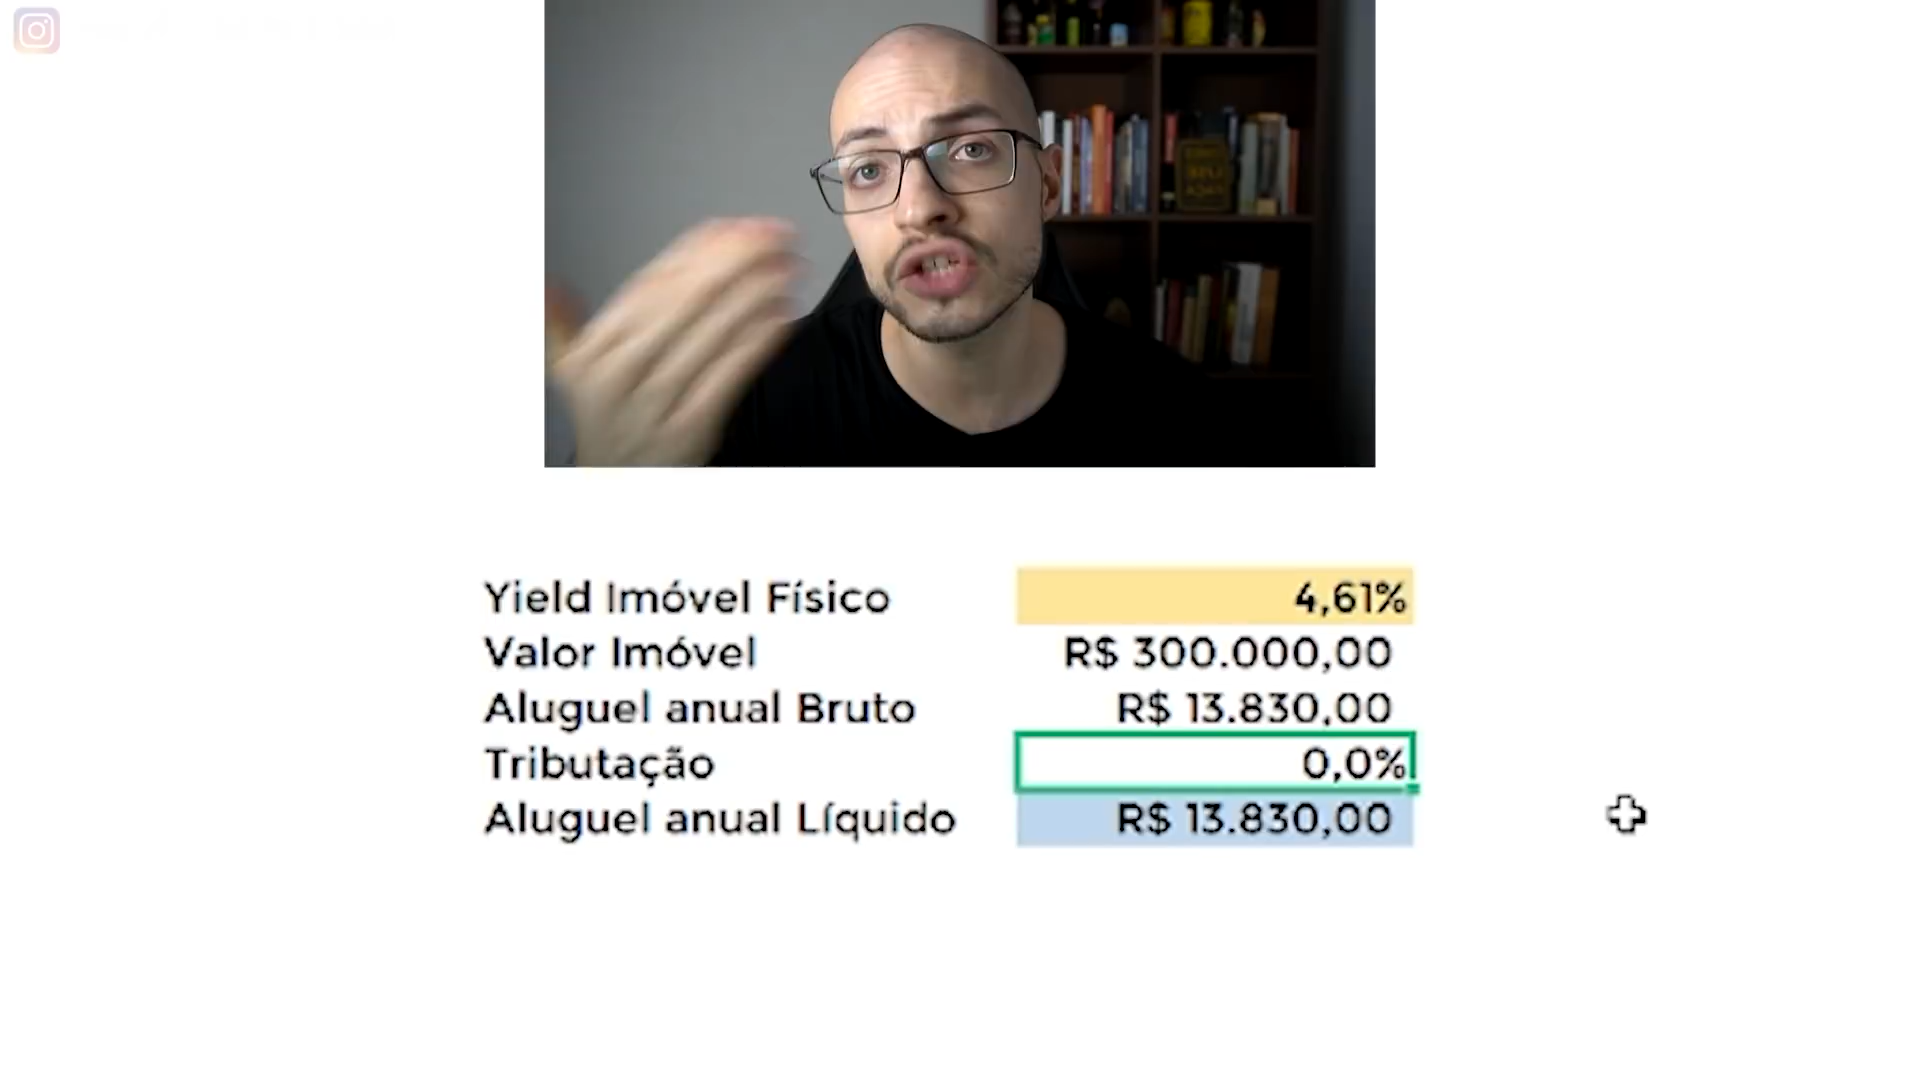 Yield Imóvel Físico 4,61%
Valor Imóvel R$ 300.000,00
Aluguel anual Bruto R$ 13.830,00
Tributação 0,0%
Aluguel anual Líquido R$ 13.830,00